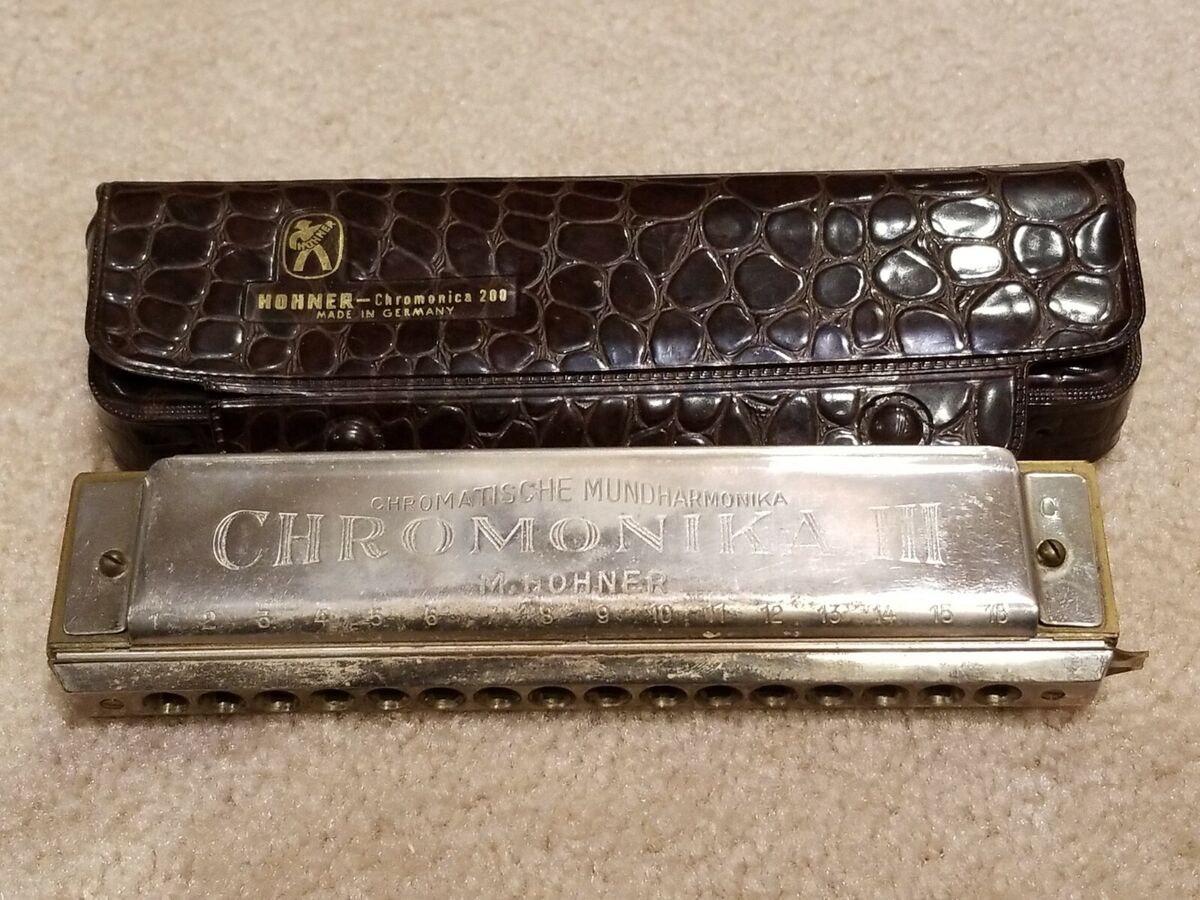 HOHNER
HOHNER—Chromonica 200
MADE IN GERMANY
CHROMATISCHE MUNDHARMONIKA
CHROMONIKA III
M. HOHNER
C
1 2 3 4 5 6 7 8 9 10 11 12 13 14 15 16